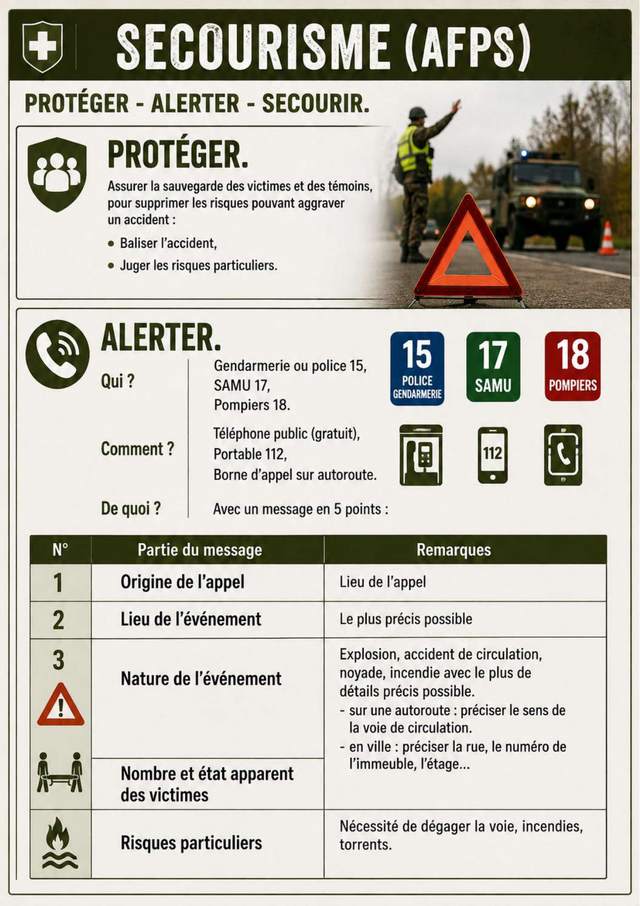 SECOURISME (AFPS)
PROTÉGER - ALERTER - SECOURIR.
PROTÉGER.
Assurer la sauvegarde des victimes et des témoins,
pour supprimer les risques pouvant aggraver
un accident :
• Baliser l'accident,
• Juger les risques particuliers.
ALERTER.
Qui ?
Gendarmerie ou police 15,
SAMU 17,
Pompiers 18.
15
POLICE
GENDARMERIE
17
SAMU
18
POMPIERS
Comment ?
Téléphone public (gratuit),
Portable 112,
Borne d'appel sur autoroute.
112
De quoi ?
Avec un message en 5 points :
N° Partie du message Remarques
1 Origine de l'appel Lieu de l'appel
2 Lieu de l'événement Le plus précis possible
3
Nature de l'événement
Explosion, accident de circulation,
noyade, incendie avec le plus de
détails précis possible.
- sur une autoroute : préciser le sens de
la voie de circulation.
- en ville : préciser la rue, le numéro de
l'immeuble, l'étage...
Nombre et état apparent
des victimes
Risques particuliers
Nécessité de dégager la voie, incendies,
torrents.